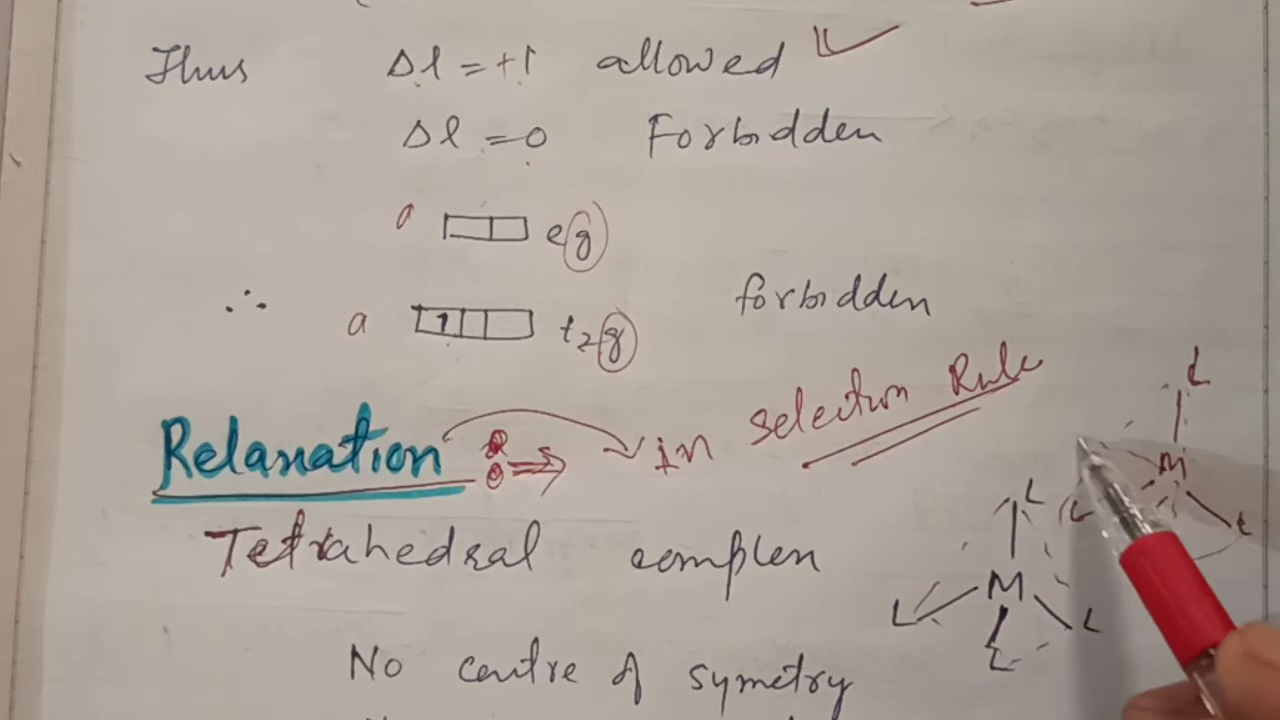 Thus Δl = +1 allowed
Δl = 0 Forbidden
eg
∴ t2g forbidden
Relaxation in selection Rule
Tetrahedral complex
L
M
L
L
L
M
L
L
L
No centre of symetry